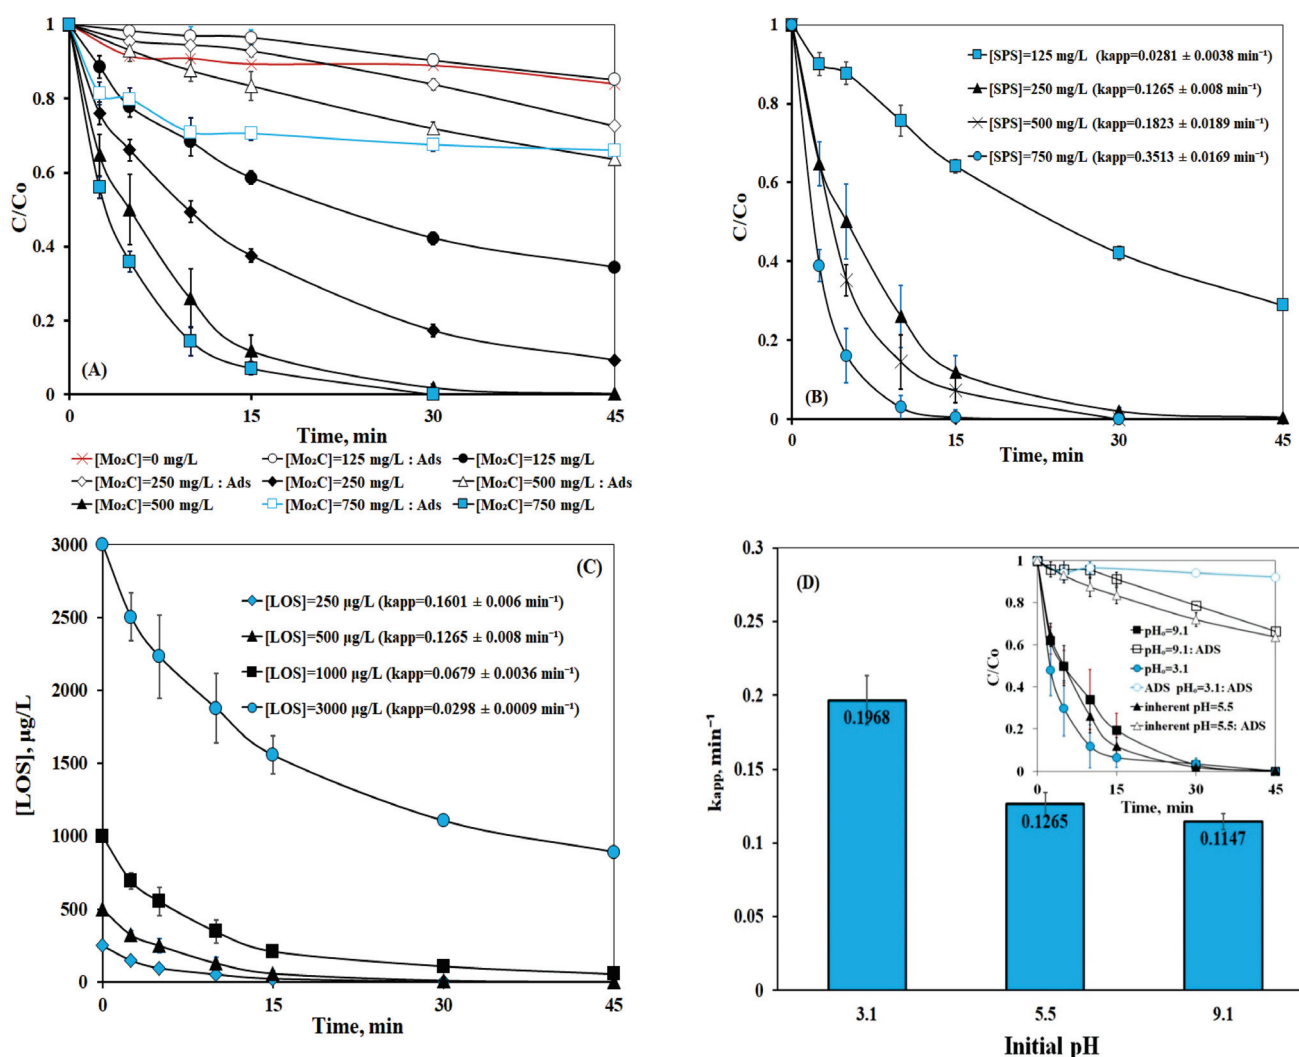 1
0.8
0.6
0.4
0.2
0
C/Co
(A)
0
15
30
45
Time, min
[Mo₂C]=0 mg/L
[Mo₂C]=125 mg/L : Ads
[Mo₂C]=125 mg/L
[Mo₂C]=250 mg/L : Ads
[Mo₂C]=250 mg/L
[Mo₂C]=500 mg/L : Ads
[Mo₂C]=500 mg/L
[Mo₂C]=750 mg/L : Ads
[Mo₂C]=750 mg/L
1
0.8
0.6
0.4
0.2
0
C/Co
[SPS]=125 mg/L (kapp=0.0281 ± 0.0038 min⁻¹)
[SPS]=250 mg/L (kapp=0.1265 ± 0.008 min⁻¹)
[SPS]=500 mg/L (kapp=0.1823 ± 0.0189 min⁻¹)
[SPS]=750 mg/L (kapp=0.3513 ± 0.0169 min⁻¹)
(B)
0
15
30
45
Time, min
3000
2500
2000
1500
1000
500
0
[LOS], μg/L
(C)
[LOS]=250 μg/L (kapp=0.1601 ± 0.006 min⁻¹)
[LOS]=500 μg/L (kapp=0.1265 ± 0.008 min⁻¹)
[LOS]=1000 μg/L (kapp=0.0679 ± 0.0036 min⁻¹)
[LOS]=3000 μg/L (kapp=0.0298 ± 0.0009 min⁻¹)
0
15
30
45
Time, min
0.3
0.25
0.2
0.15
0.1
0.05
0
kapp, min⁻¹
(D)
1
0.8
0.6
0.4
0.2
0
C/Co
pHₒ=9.1
pHₒ=9.1: ADS
pHₒ=3.1
ADS pHₒ=3.1: ADS
inherent pH=5.5
inherent pH=5.5: ADS
0
15
30
45
Time, min
0.1968
0.1265
0.1147
3.1
5.5
9.1
Initial pH